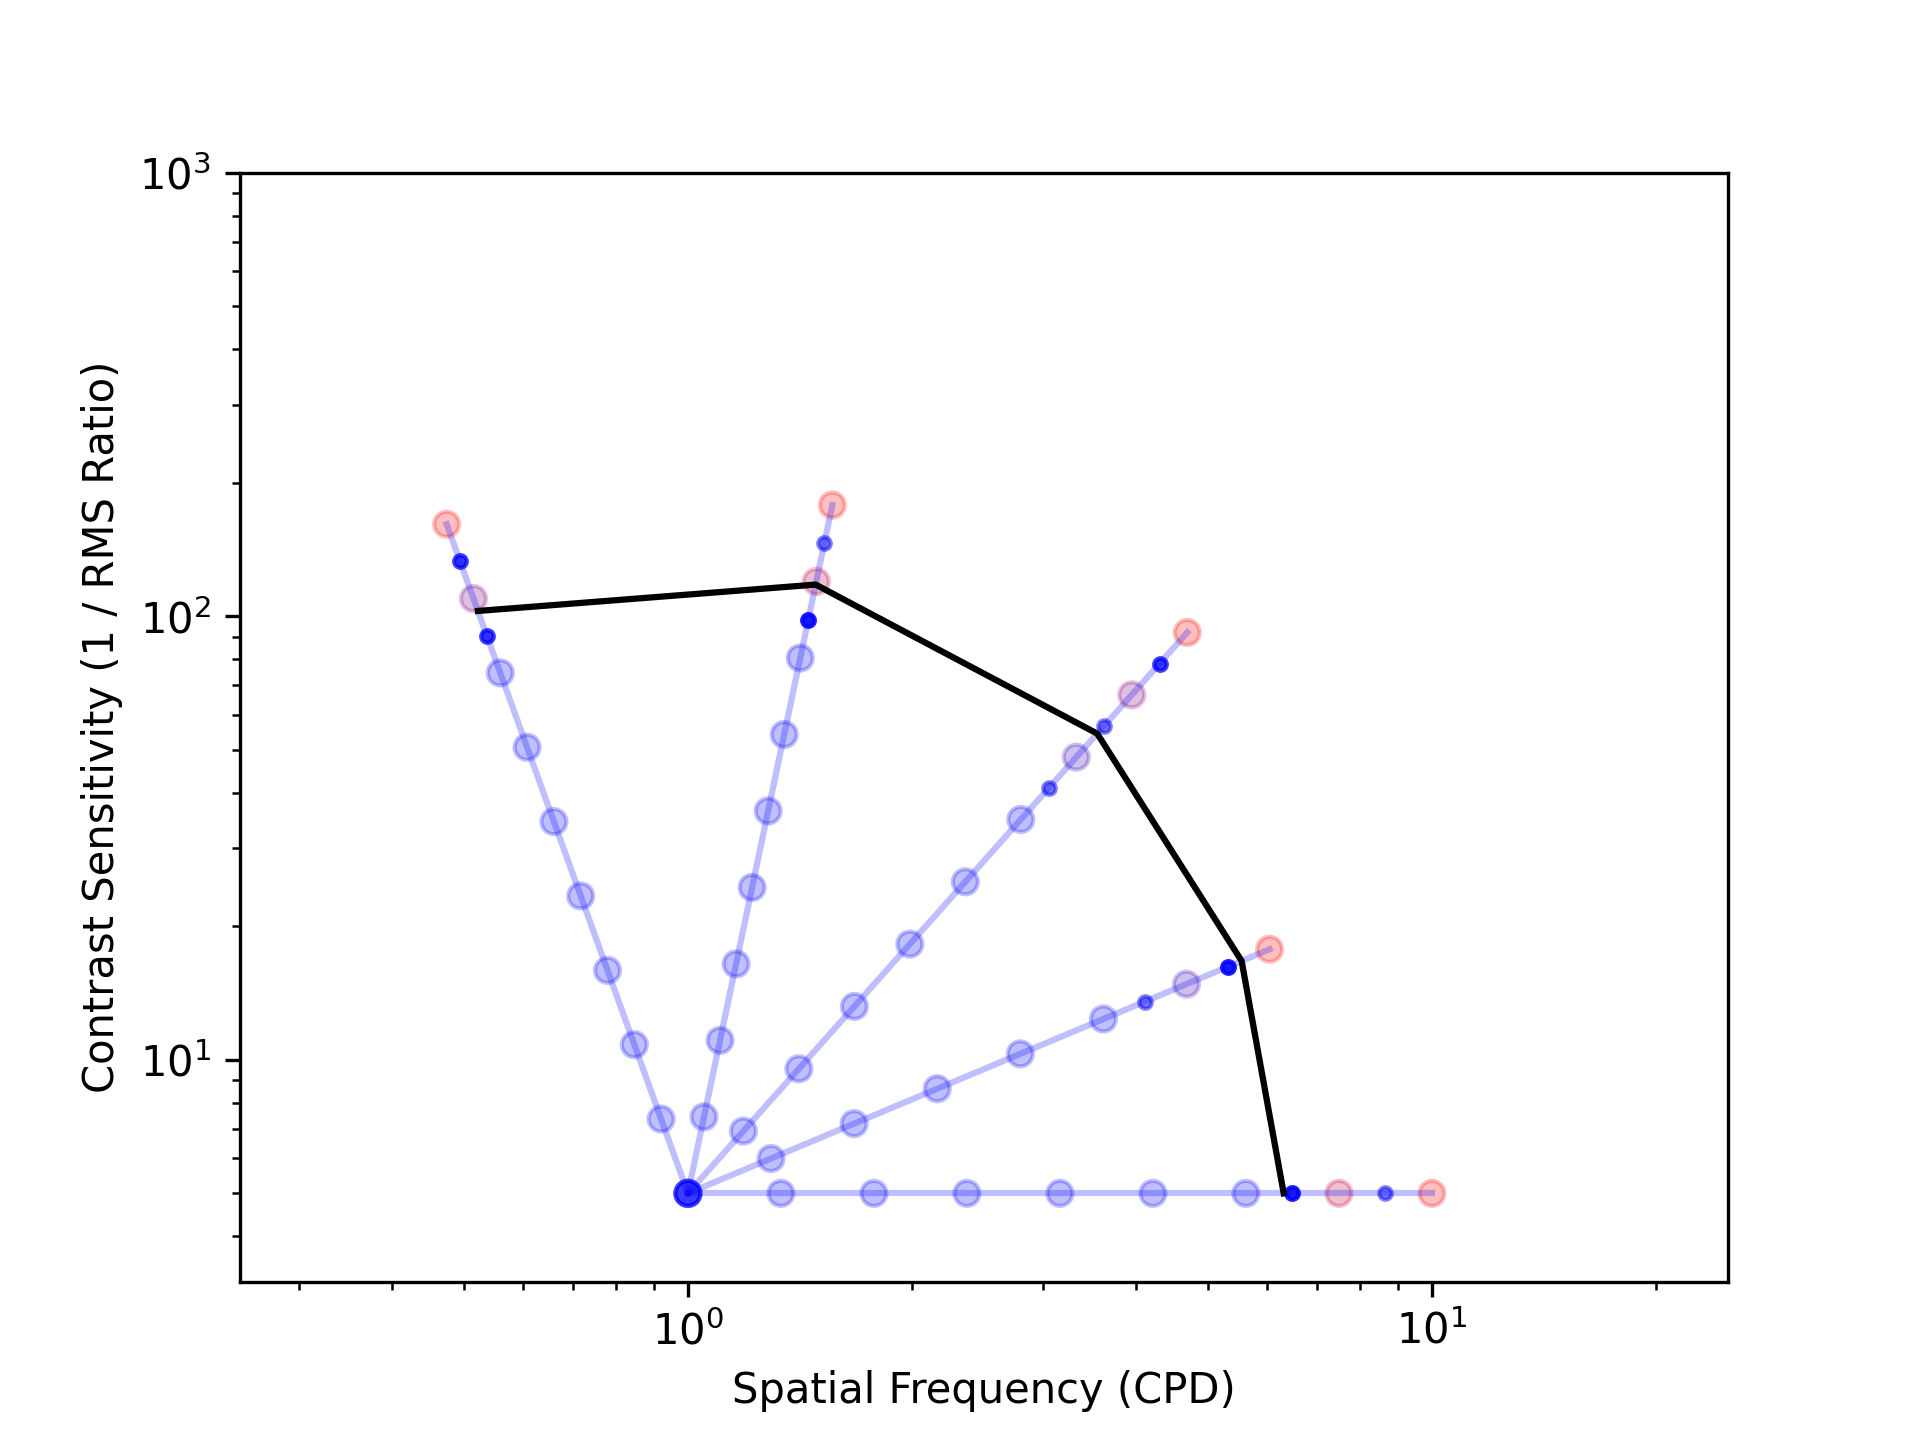 Contrast Sensitivity (1 / RMS Ratio)
10³
10²
10¹
10⁰ 10¹
Spatial Frequency (CPD)